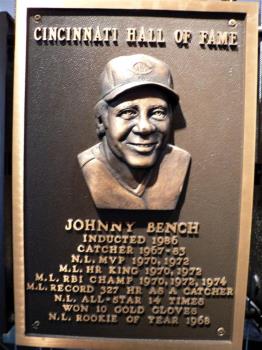 CINCINNATI HALL OF FAME
C
JOHNNY BENCH
INDUCTED 1986
CATCHER 1967-83
N.L. MVP 1970, 1972
M.L. HR KING 1970, 1972
M.L. RBI CHAMP 1970, 1972, 1974
M.L. RECORD 327 HR AS A CATCHER
N.L. ALL-STAR 14 TIMES
WON 10 GOLD GLOVES
N.L. ROOKIE OF YEAR 1968